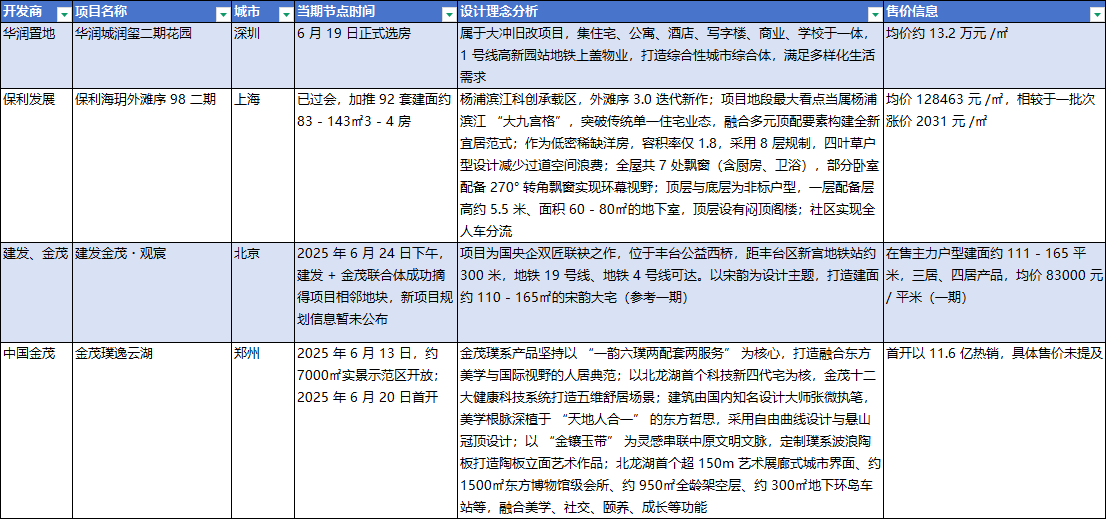 开发商 项目名称 城市 当期节点时间 设计理念分析 售价信息
华润置地 华润城润玺二期花园 深圳 6 月 19 日正式选房
属于大冲旧改项目，集住宅、公寓、酒店、写字楼、商业、学校于一体，
1 号线高新园站地铁上盖物业，打造综合性城市综合体，满足多样化生活
需求
均价约 13.2 万元 /㎡
保利发展 保利海玥外滩序 98 二期 上海
已过会，加推 92 套建面约
83 - 143㎡3 - 4 房
杨浦滨江科创承载区，外滩序 3.0 迭代新作；项目地段最大看点当属杨浦
滨江 “大九宫格”，突破传统单一住宅业态，融合多元顶配要素构建全新
宜居范式；作为低密稀缺洋房，容积率仅 1.8，采用 8 层规制，四叶草户
型设计减少过道空间浪费；全屋共 7 处飘窗（含厨房、卫浴），部分卧室
配备 270° 转角飘窗实现环幕视野；顶层与底层为非标户型，一层配备层
高约 5.5 米、面积 60 - 80㎡的地下室，顶层设有闷顶阁楼；社区实现全
人车分流
均价 128463 元 /㎡，相较于一批次
涨价 2031 元 /㎡
建发、金茂 建发金茂・观宸 北京
2025 年 6 月 24 日下午，
建发 + 金茂联合体成功摘
得项目相邻地块，新项目规
划信息暂未公布
项目为国央企双匠联袂之作，位于丰台公益西桥，距丰台区新宫地铁站约
300 米，地铁 19 号线、地铁 4 号线可达。以宋韵为设计主题，打造建面
约 110 - 165㎡的宋韵大宅（参考一期）
在售主力户型建面约 111 - 165 平
米，三居、四居产品，均价 83000 元
/ 平米（一期）
中国金茂 金茂璞逸云湖 郑州
2025 年 6 月 13 日，约
7000㎡实景示范区开放；
2025 年 6 月 20 日首开
金茂璞系产品坚持以 “一韵六璞两配套两服务” 为核心，打造融合东方
美学与国际视野的人居典范；以北龙湖首个科技新四代宅为核，金茂十二
大健康科技系统打造五维舒居场景；建筑由国内知名设计大师张微执笔，
美学根脉深植于 “天地人合一” 的东方哲思，采用自由曲线设计与悬山
冠顶设计；以 “金镶玉带” 为灵感串联中原文明文脉，定制璞系波浪陶
板打造陶板立面艺术作品；北龙湖首个超 150m 艺术展廊式城市界面、约
1500㎡东方博物馆级会所、约 950㎡全龄架空层、约 300㎡地下环岛车
站等，融合美学、社交、颐养、成长等功能
首开以 11.6 亿热销，具体售价未提及